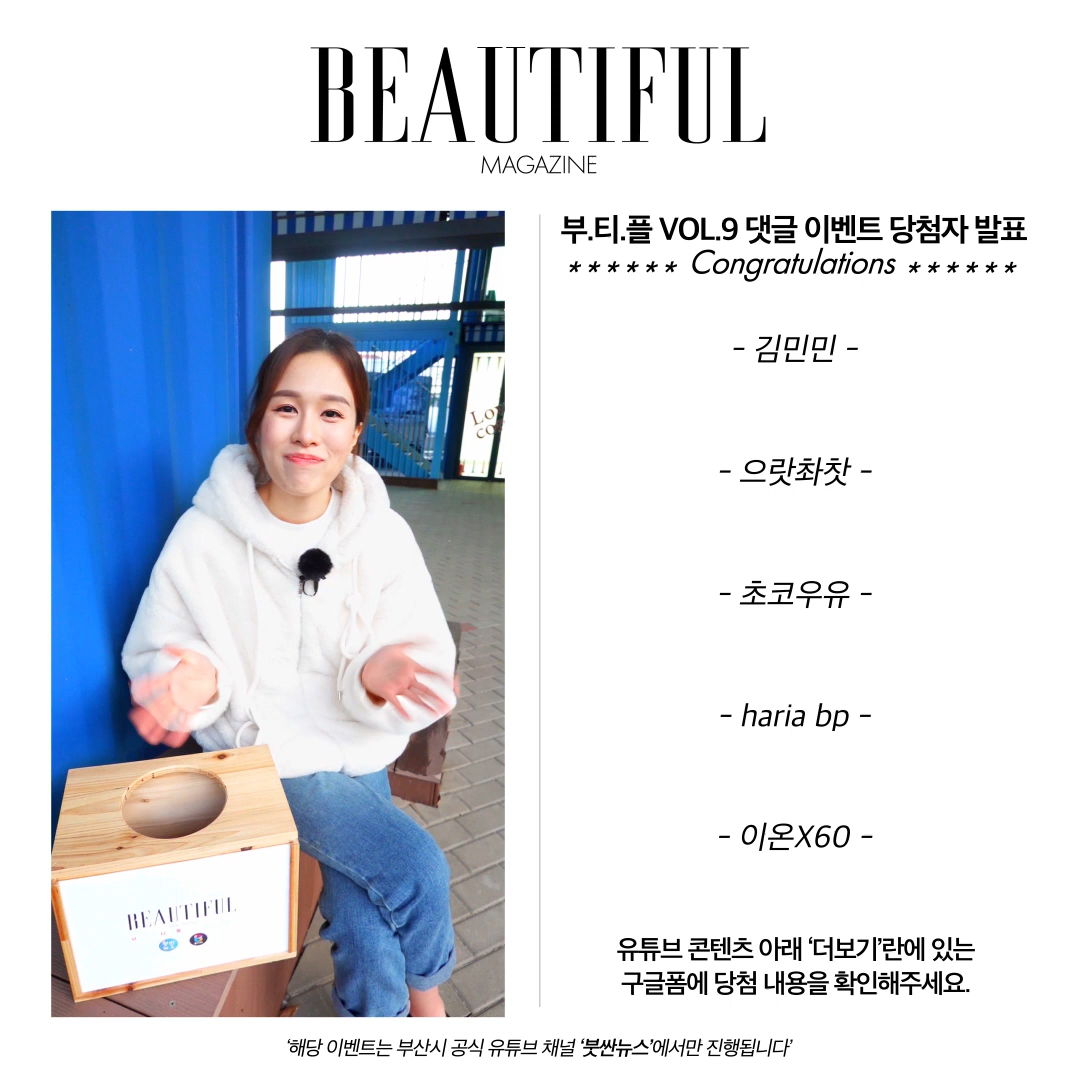 BEAUTIFUL
MAGAZINE
부.티.플 VOL.9 댓글 이벤트 당첨자 발표
****** Congratulations ******
- 김민민 -
- 으랏촤찻 -
- 초코우유 -
- haria bp -
- 이온X60 -
유튜브 콘텐츠 아래 ‘더보기’란에 있는
구글폼에 당첨 내용을 확인해주세요.
BEAUTIFUL
‘해당 이벤트는 부산시 공식 유튜브 채널 ‘붓싼뉴스’에서만 진행됩니다’